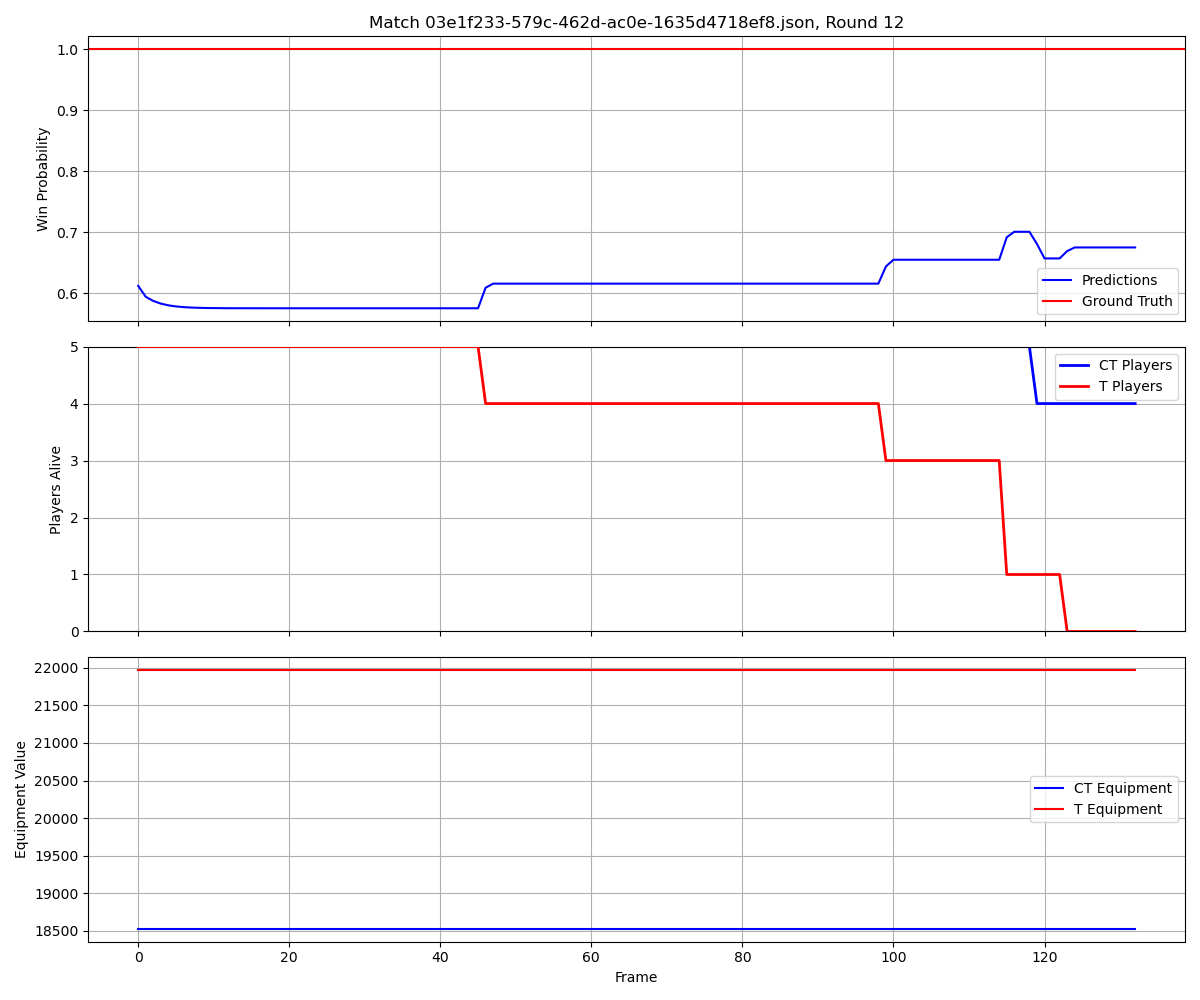 Match 03e1f233-579c-462d-ac0e-1635d4718ef8.json, Round 12
Win Probability
1.0
0.9
0.8
0.7
0.6
Predictions
Ground Truth
Players Alive
5
4
3
2
1
0
CT Players
T Players
Equipment Value
22000
21500
21000
20500
20000
19500
19000
18500
CT Equipment
T Equipment
0 20 40 60 80 100 120
Frame